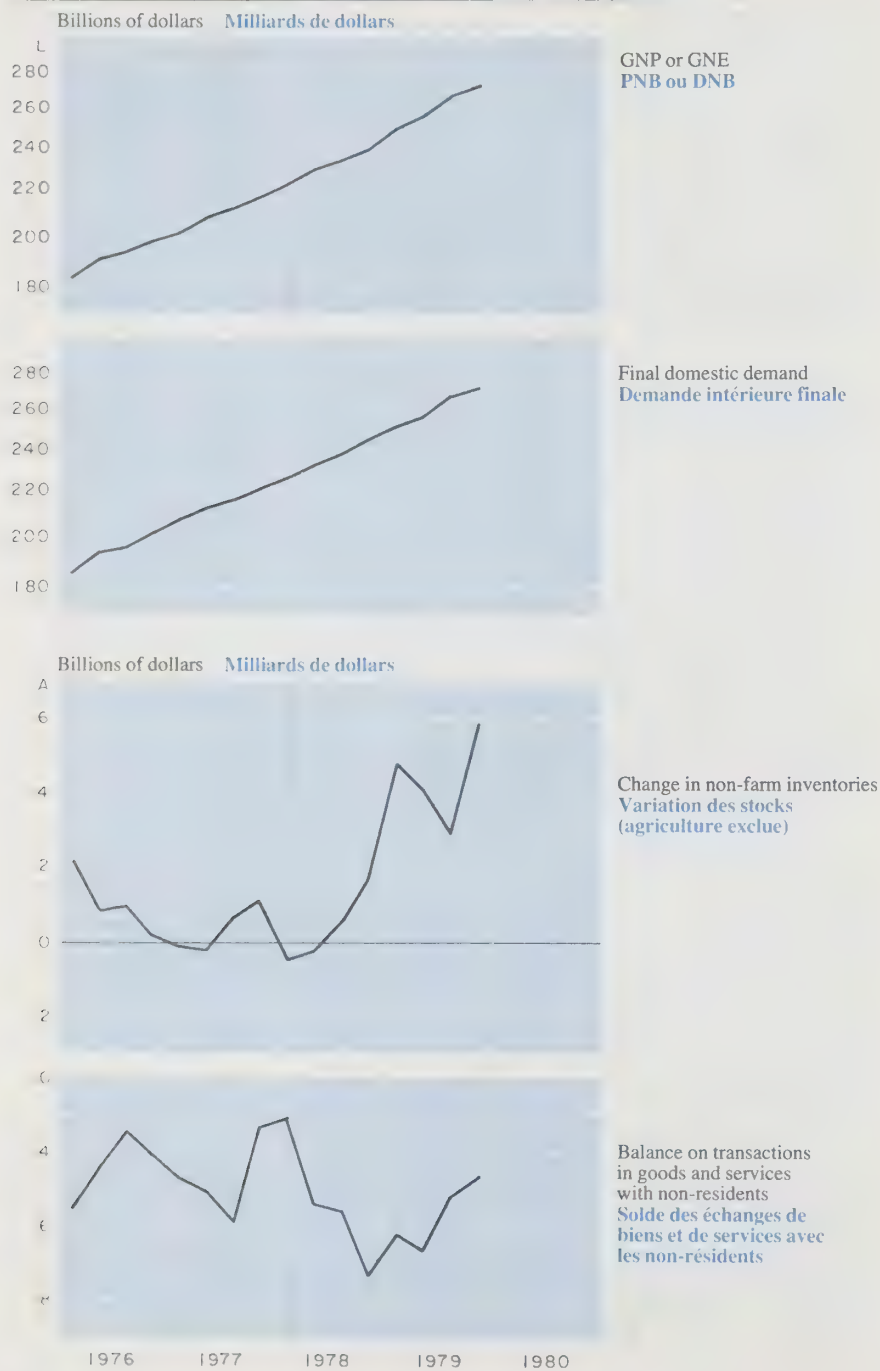 Billions of dollars Milliards de dollars
L
280
260
240
220
200
180
GNP or GNE
PNB ou DNB
280
260
240
220
200
180
Final domestic demand
Demande intérieure finale
Billions of dollars Milliards de dollars
A
6
4
2
0
2
Change in non-farm inventories
Variation des stocks
(agriculture exclue)
4
6
8
Balance on transactions
in goods and services
with non-residents
Solde des échanges de
biens et de services avec
les non-résidents
1976 1977 1978 1979 1980